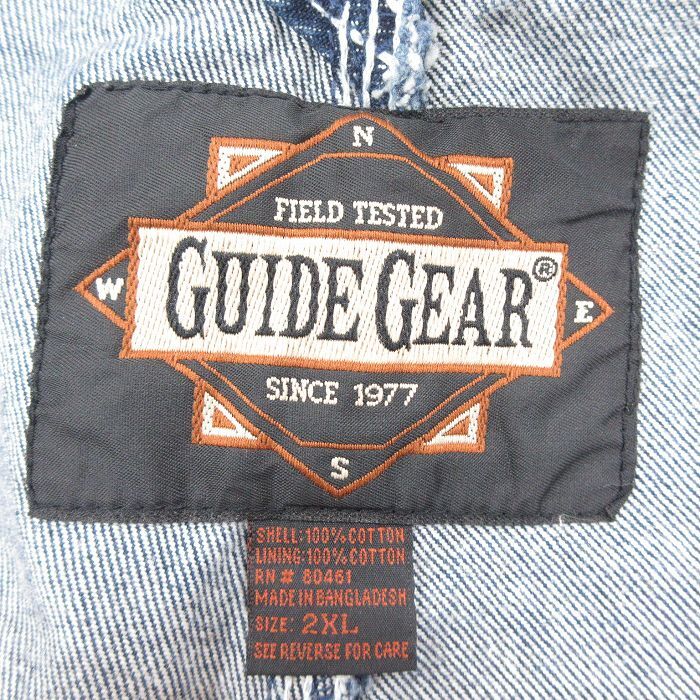 N
FIELD TESTED
GUIDE GEAR®
W
E
SINCE 1977
S
SHELL: 100% COTTON
LINING: 100% COTTON
RN # 80461
MADE IN BANGLADESH
SIZE: 2XL
SEE REVERSE FOR CARE